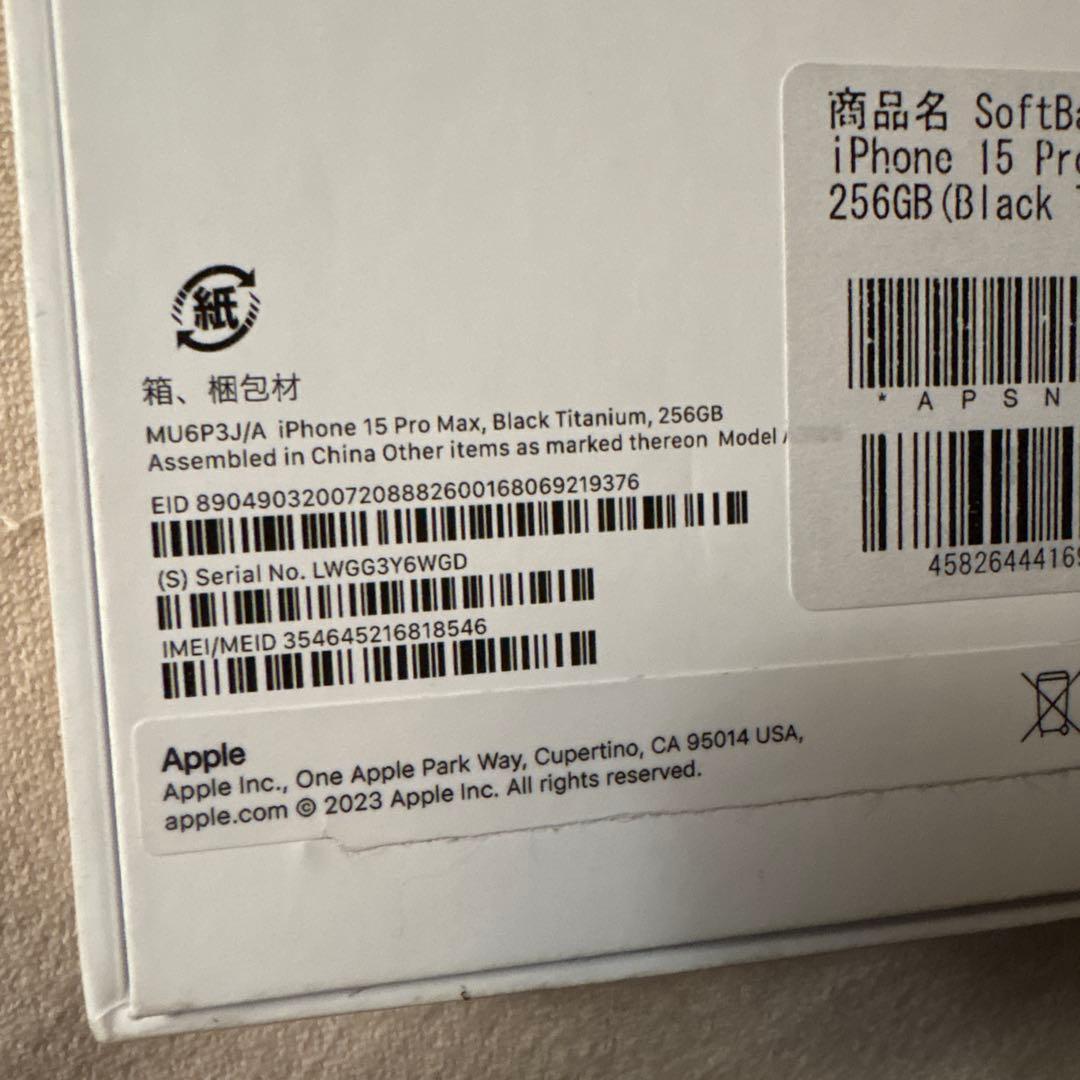 商品名 SoftBa
iPhone 15 Pro
256GB(Black
* A P S N
45826444169
紙
箱、梱包材
MU6P3J/A iPhone 15 Pro Max, Black Titanium, 256GB
Assembled in China Other items as marked thereon Model
EID 89049032007208882600168069219376
(S) Serial No. LWGG3Y6WGD
IMEI/MEID 354645216818546
Apple
Apple Inc., One Apple Park Way, Cupertino, CA 95014 USA,
apple.com © 2023 Apple Inc. All rights reserved.